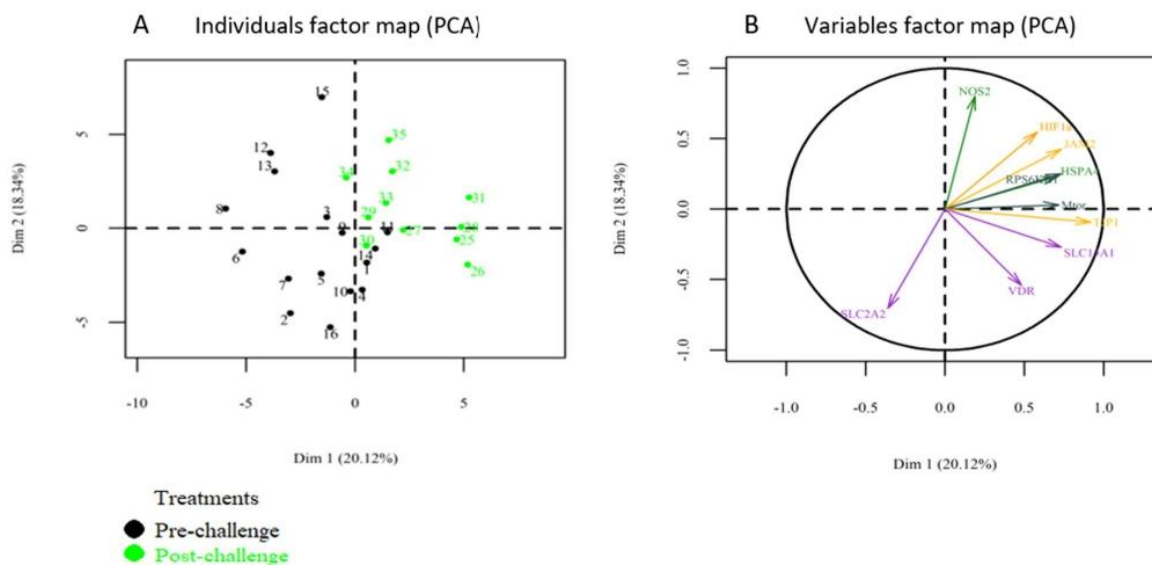 A Individuals factor map (PCA)
15
12
13
8
3
9
6
7
5
2
10
4
16
14
1
11
35
34
32
33
31
29
30
27
28
25
26
5
0
-5
Dim 2 (18.34%)
-10
-5
0
5
Dim 1 (20.12%)
Treatments
Pre-challenge
Post-challenge
B Variables factor map (PCA)
NOS2
HIF1a
JAM2
HSPA4
Mtor
TJP1
VDR
SLC2A2
1.0
0.5
0.0
-0.5
-1.0
Dim 2 (18.34%)
-1.0
-0.5
0.0
0.5
1.0
Dim 1 (20.12%)